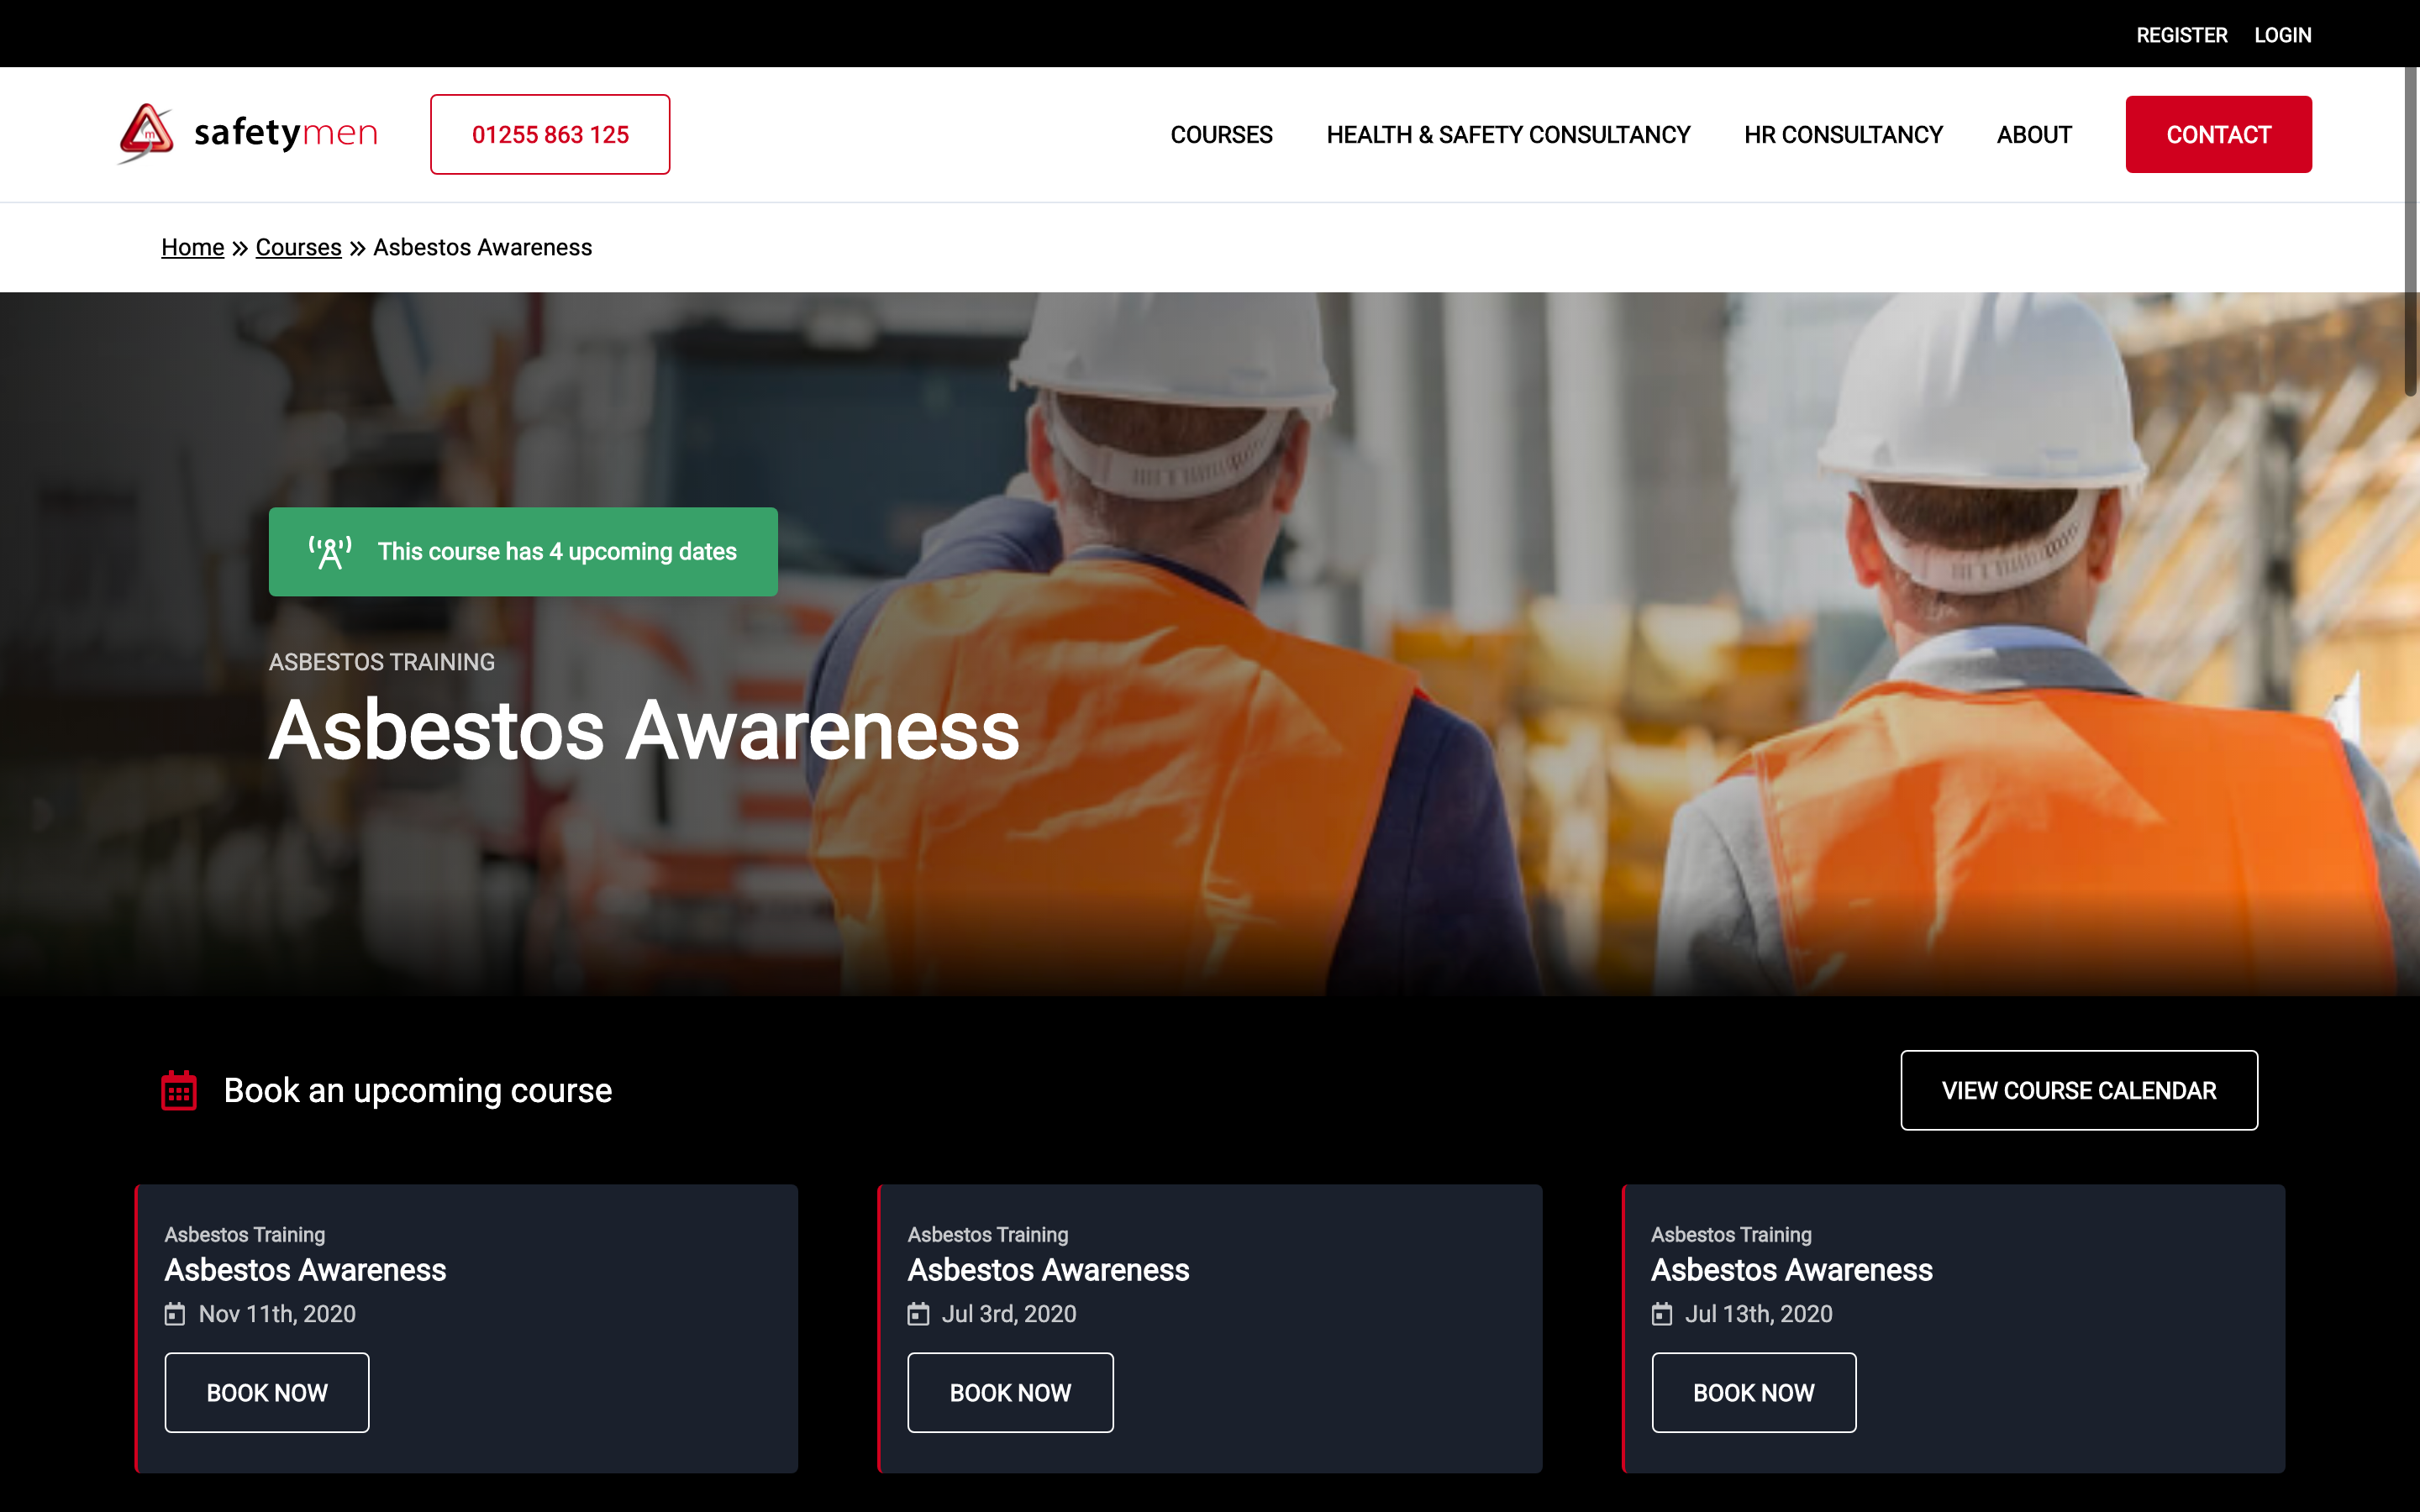 REGISTER LOGIN
safetymen 01255 863 125 COURSES HEALTH & SAFETY CONSULTANCY HR CONSULTANCY ABOUT CONTACT
Home » Courses » Asbestos Awareness
This course has 4 upcoming dates
ASBESTOS TRAINING
Asbestos Awareness
Book an upcoming course VIEW COURSE CALENDAR
Asbestos Training
Asbestos Awareness
Nov 11th, 2020
BOOK NOW
Asbestos Training
Asbestos Awareness
Jul 3rd, 2020
BOOK NOW
Asbestos Training
Asbestos Awareness
Jul 13th, 2020
BOOK NOW